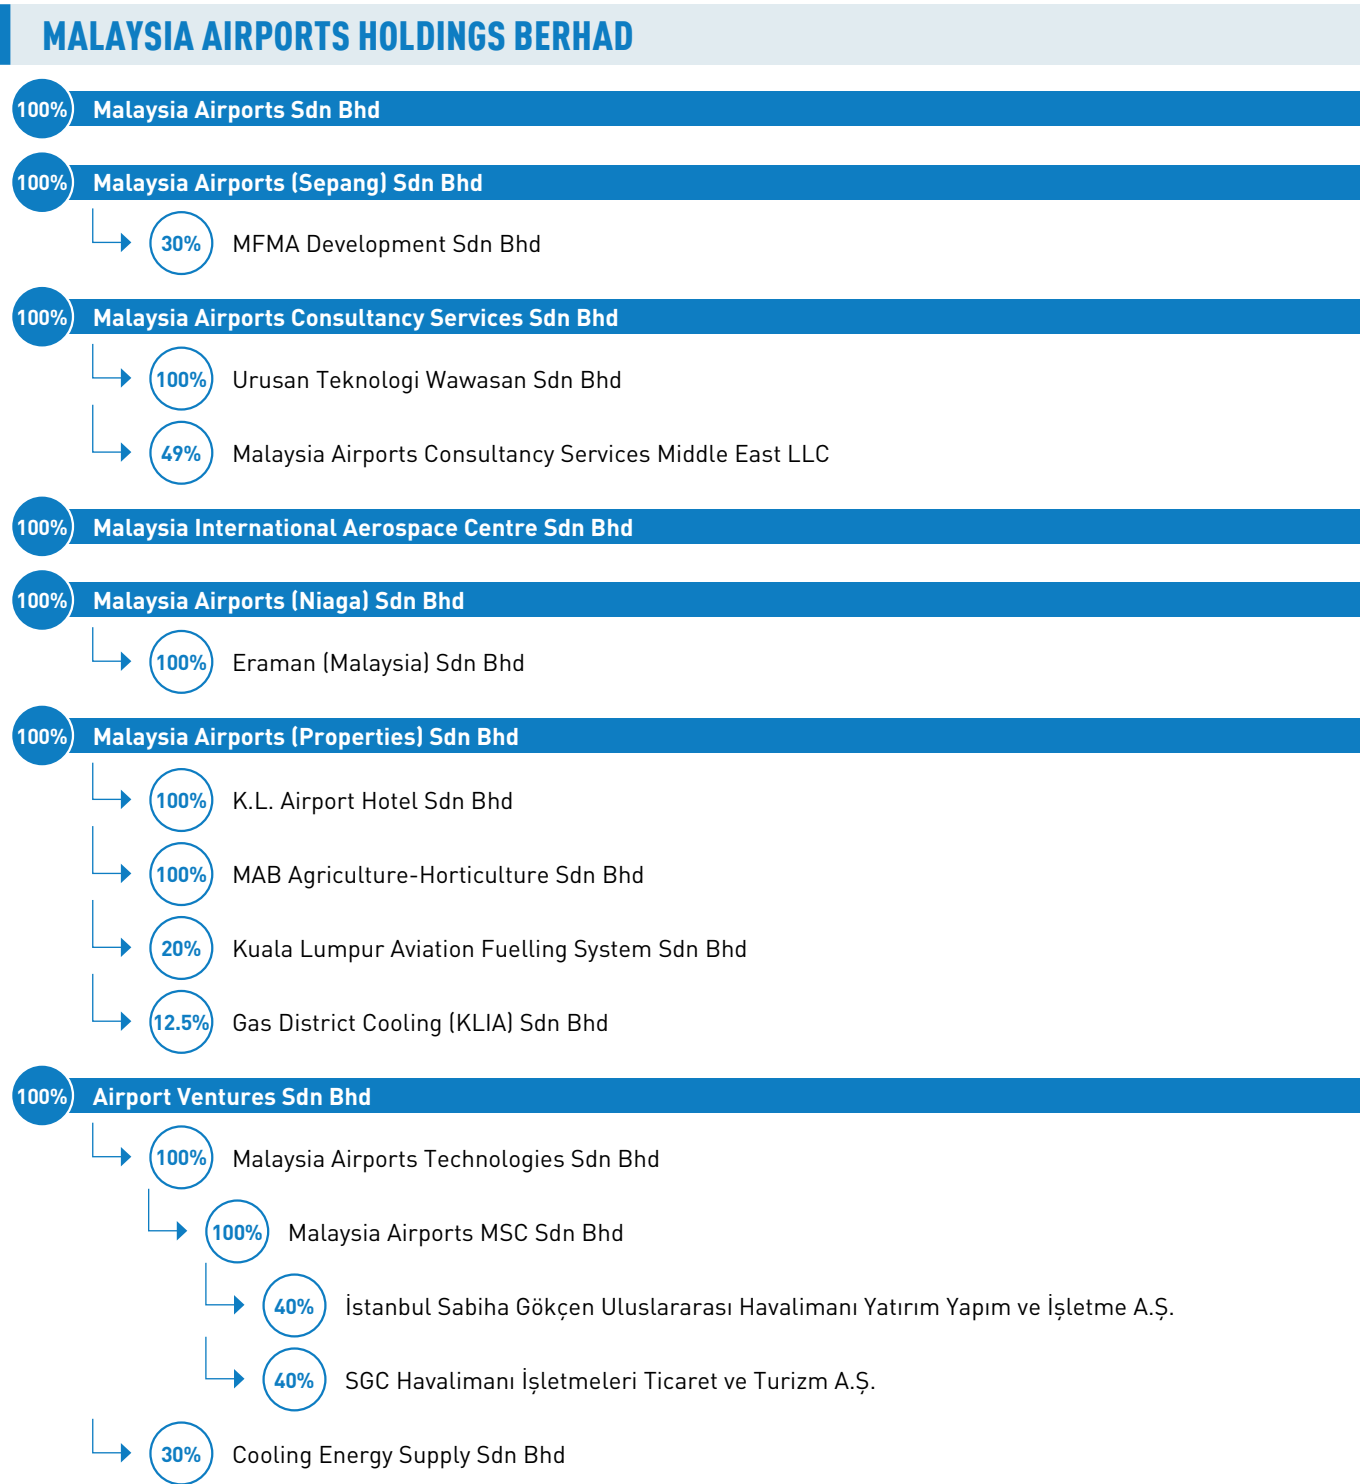 MALAYSIA AIRPORTS HOLDINGS BERHAD
100% Malaysia Airports Sdn Bhd
100% Malaysia Airports (Sepang) Sdn Bhd
30% MFMA Development Sdn Bhd
100% Malaysia Airports Consultancy Services Sdn Bhd
100% Urusan Teknologi Wawasan Sdn Bhd
49% Malaysia Airports Consultancy Services Middle East LLC
100% Malaysia International Aerospace Centre Sdn Bhd
100% Malaysia Airports (Niaga) Sdn Bhd
100% Eraman (Malaysia) Sdn Bhd
100% Malaysia Airports (Properties) Sdn Bhd
100% K.L. Airport Hotel Sdn Bhd
100% MAB Agriculture-Horticulture Sdn Bhd
20% Kuala Lumpur Aviation Fuelling System Sdn Bhd
12.5% Gas District Cooling (KLIA) Sdn Bhd
100% Airport Ventures Sdn Bhd
100% Malaysia Airports Technologies Sdn Bhd
100% Malaysia Airports MSC Sdn Bhd
40% İstanbul Sabiha Gökçen Uluslararası Havalimanı Yatırım Yapım ve İşletme A.Ş.
40% SGC Havalimanı İşletmeleri Ticaret ve Turizm A.Ş.
30% Cooling Energy Supply Sdn Bhd